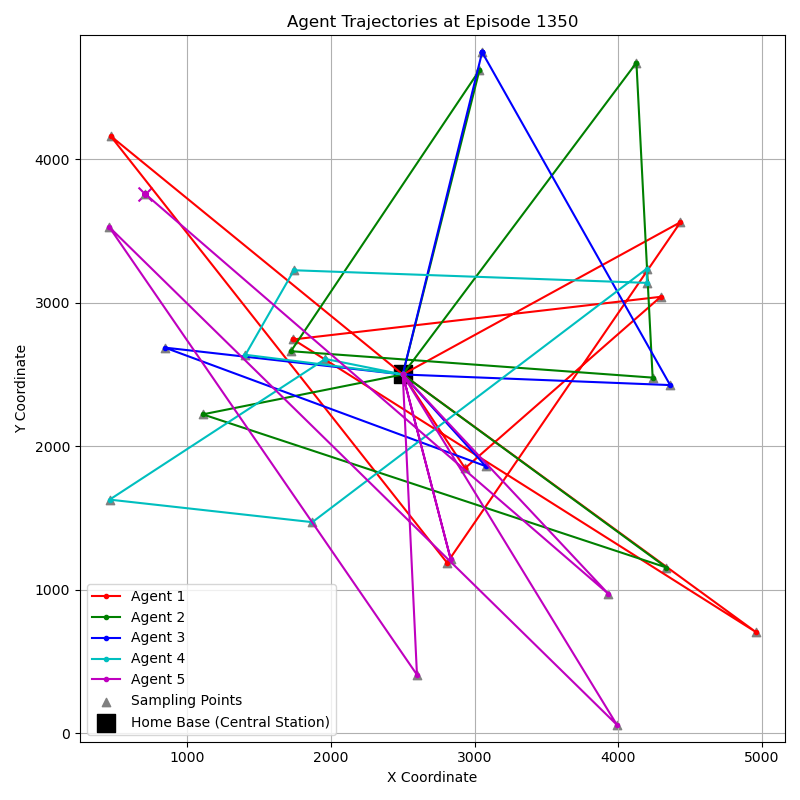 Agent Trajectories at Episode 1350
Y Coordinate
4000
3000
2000
1000
0
Agent 1
Agent 2
Agent 3
Agent 4
Agent 5
Sampling Points
Home Base (Central Station)
1000 2000 3000 4000 5000
X Coordinate